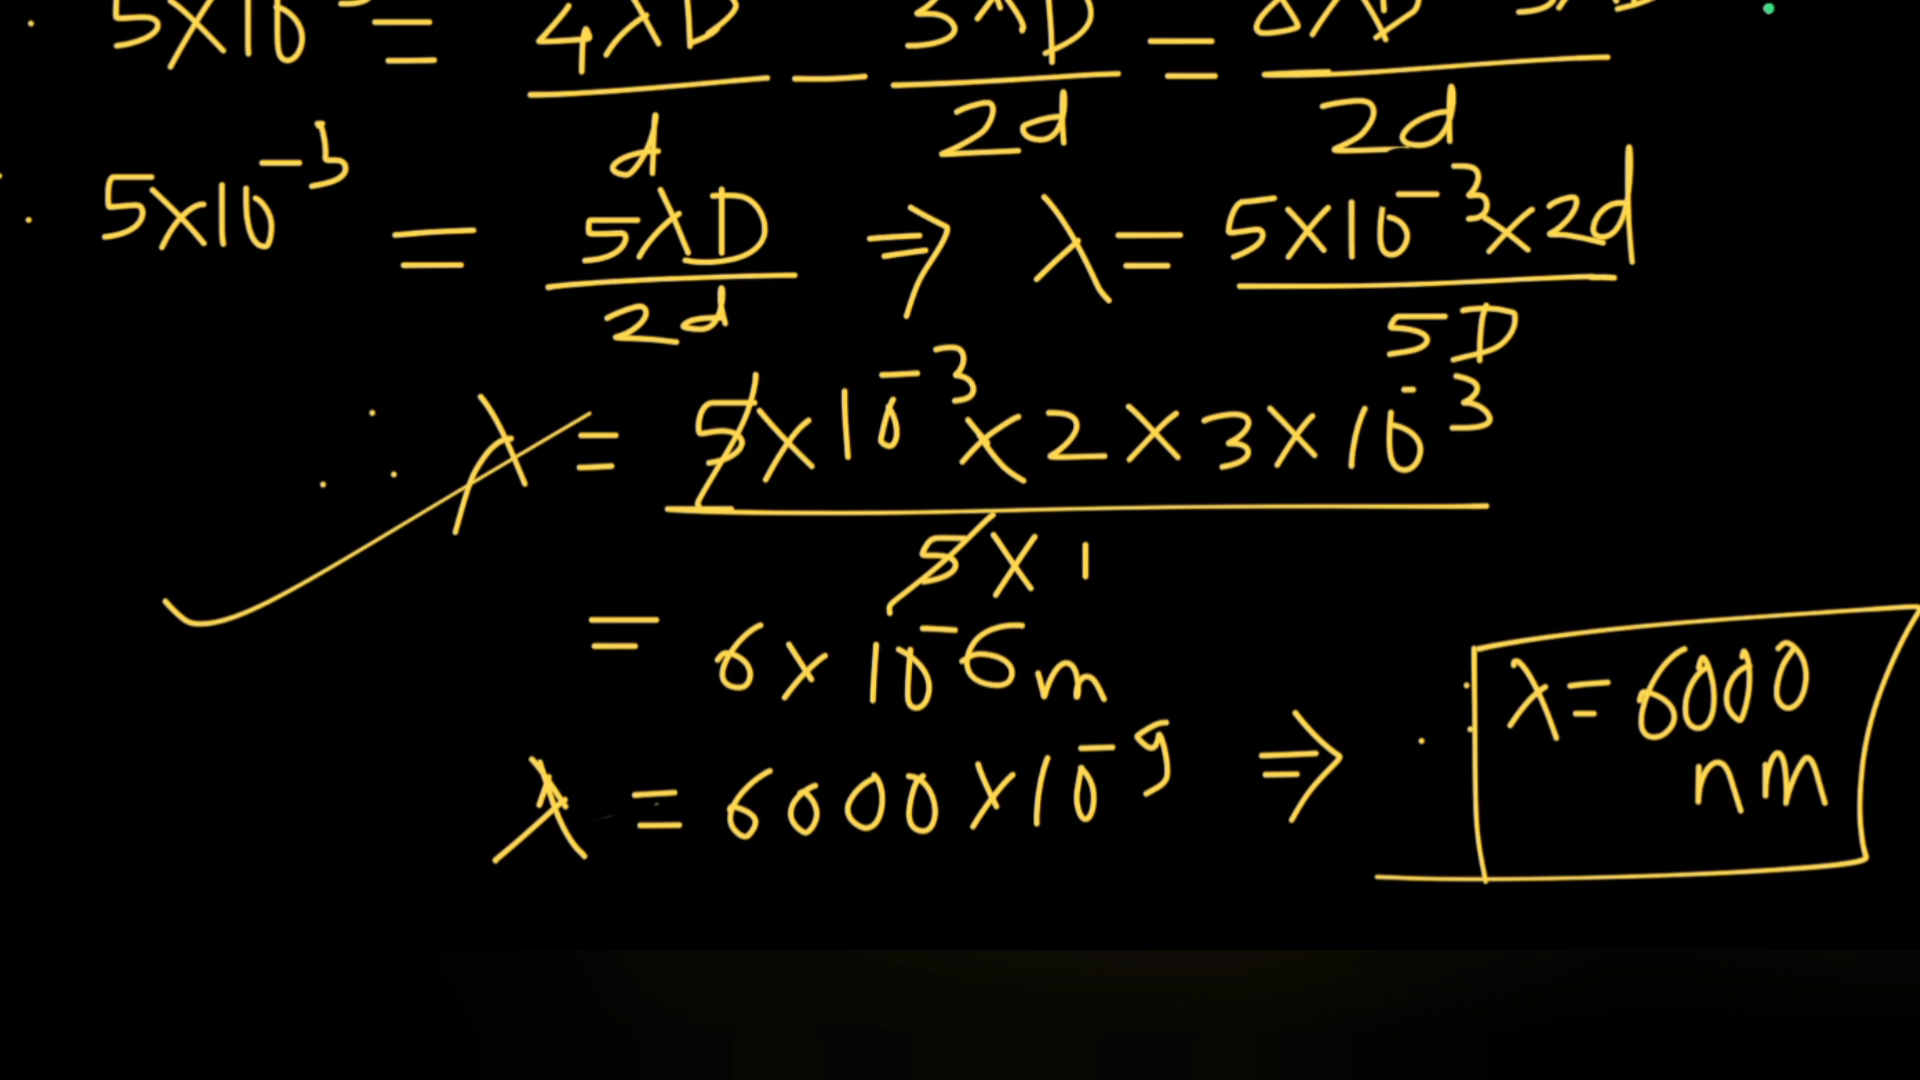 ∴ 5×10⁻³ = 4λD/d − 3λD/2d = 8λD − 3λD/2d
∴ 5×10⁻³ = 5λD/2d ⇒ λ = 5×10⁻³×2d/5D
∴ λ = 5×10⁻³×2×3×10⁻³/5×1
= 6×10⁻⁶ m
λ = 6000×10⁻⁹ ⇒ ∴ λ = 6000 nm